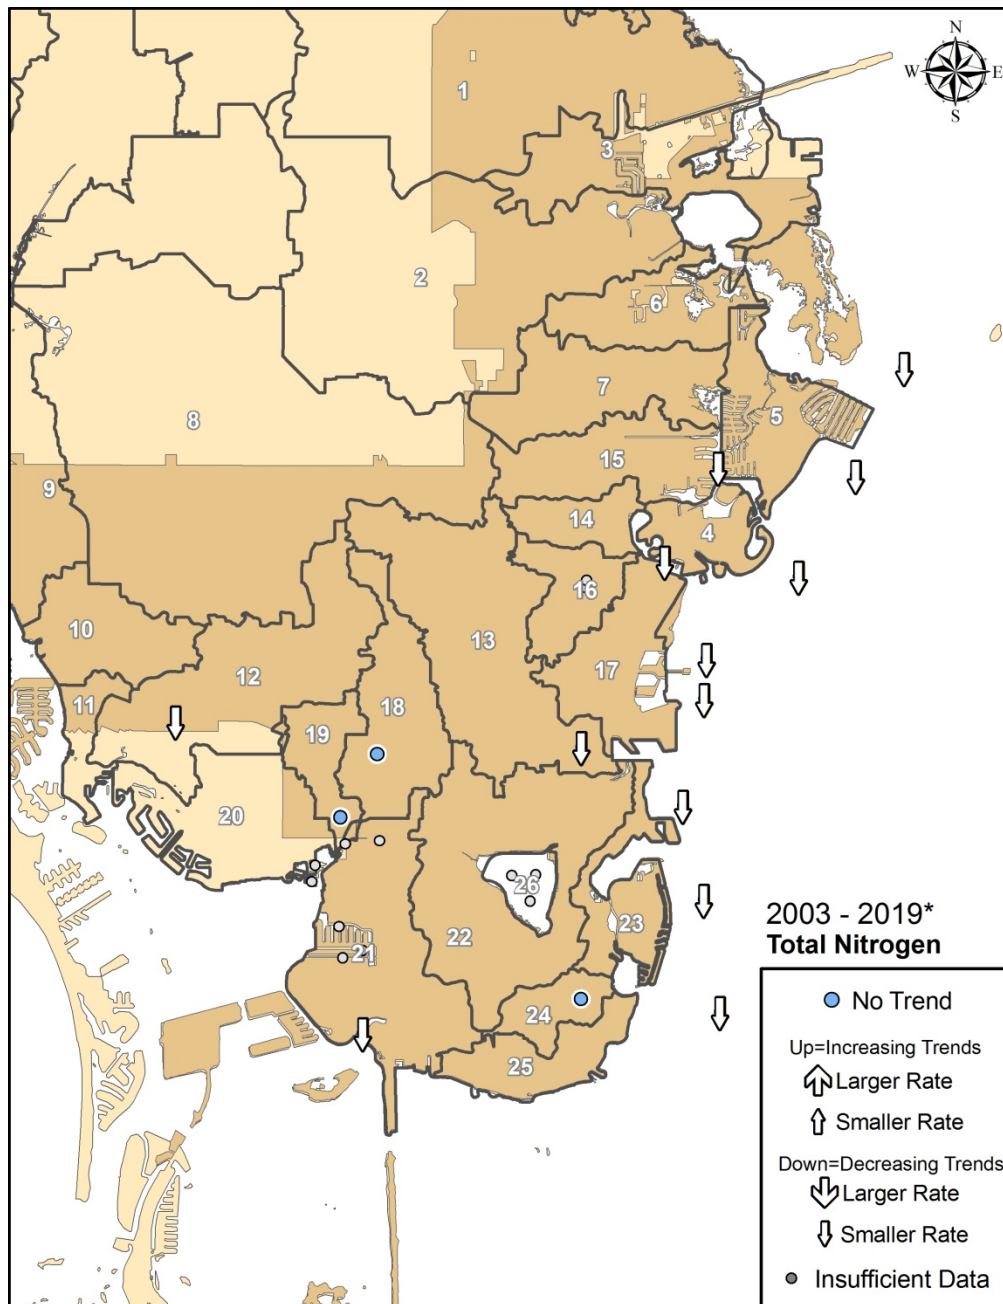 N
W E
S
1
3
2
6
7
8
5
15
9
14
4
16
10
13
17
12
11
18
19
20
26
23
22
21
24
25
2003 - 2019*
Total Nitrogen
No Trend
Up=Increasing Trends
Larger Rate
Smaller Rate
Down=Decreasing Trends
Larger Rate
Smaller Rate
Insufficient Data